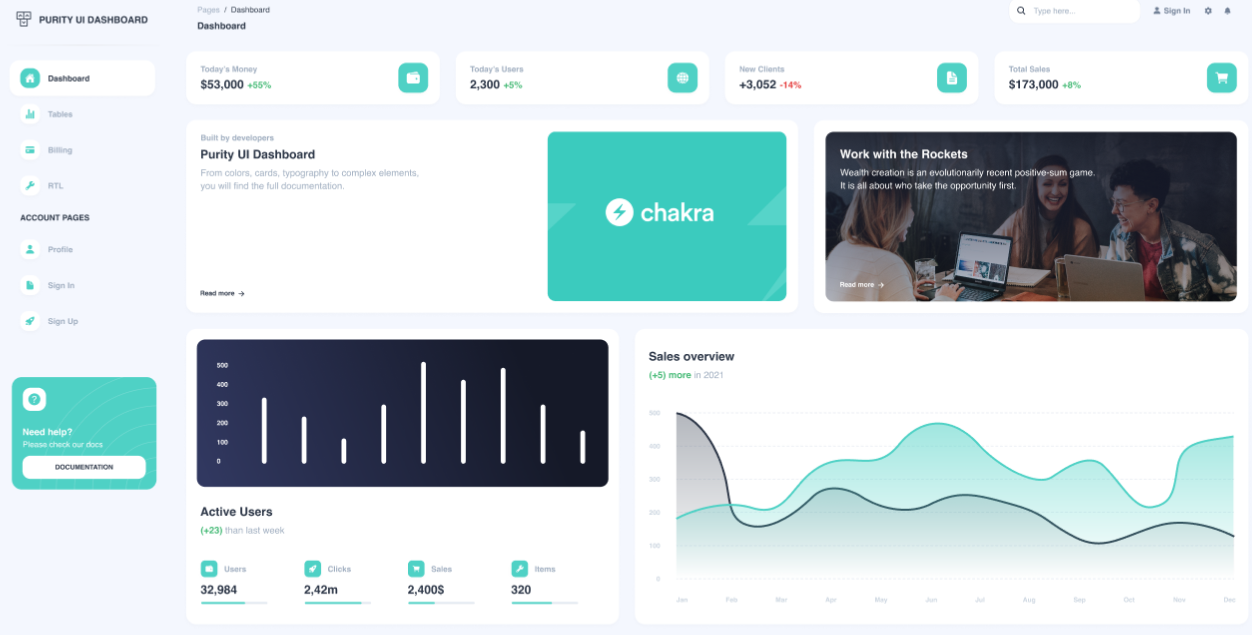 PURITY UI DASHBOARD
Dashboard
Tables
Billing
RTL
ACCOUNT PAGES
Profile
Sign In
Sign Up
?
Need help?
Please check our docs
DOCUMENTATION
Pages / Dashboard
Dashboard
Type here...
Sign In
Today's Money
$53,000 +55%
Today's Users
2,300 +5%
New Clients
+3,052 -14%
Total Sales
$173,000 +8%
Built by developers
Purity UI Dashboard
From colors, cards, typography to complex elements,
you will find the full documentation.
Read more →
chakra
Work with the Rockets
Wealth creation is an evolutionarily recent positive-sum game.
It is all about who take the opportunity first.
Read more →
500
400
300
200
100
0
Active Users
(+23) than last week
Users
32,984
Clicks
2,42m
Sales
2,400$
Items
320
Sales overview
(+5) more in 2021
500
400
300
200
100
0
Jan Feb Mar Apr May Jun Jul Aug Sep Oct Nov Dec